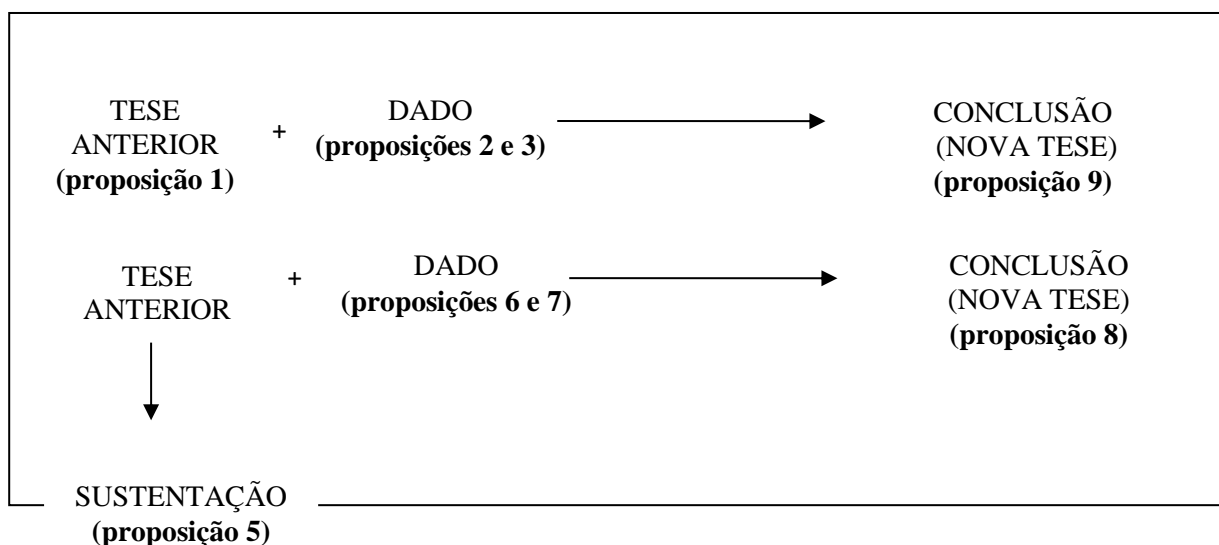 TESE
ANTERIOR
(proposição 1)
+
DADO
(proposições 2 e 3)
CONCLUSÃO
(NOVA TESE)
(proposição 9)
TESE
ANTERIOR
+
DADO
(proposições 6 e 7)
CONCLUSÃO
(NOVA TESE)
(proposição 8)
SUSTENTAÇÃO
(proposição 5)